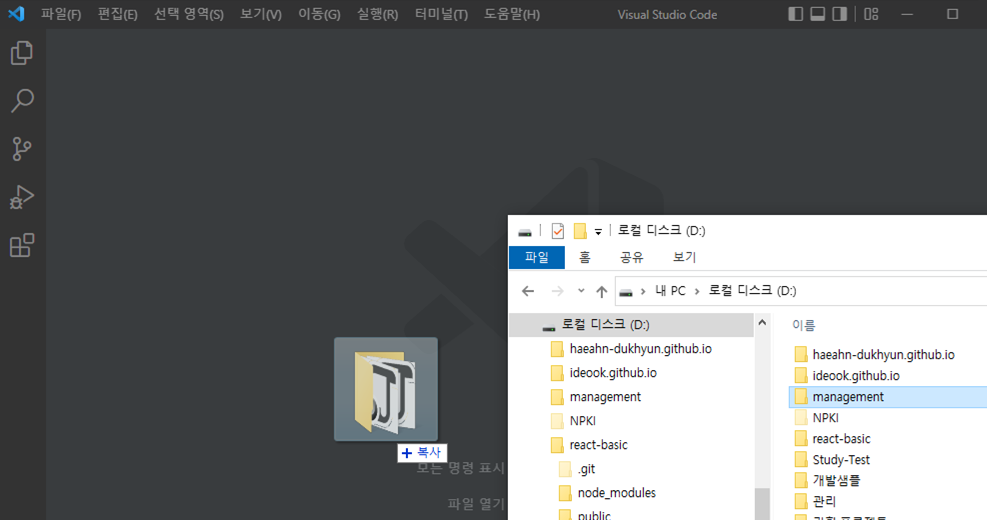 파일(F) 편집(E) 선택 영역(S) 보기(V) 이동(G) 실행(R) 터미널(T) 도움말(H) Visual Studio Code
로컬 디스크 (D:)
파일 홈 공유 보기
내 PC › 로컬 디스크 (D:)
로컬 디스크 (D:)
haeahn-dukhyun.github.io
ideook.github.io
management
NPKI
react-basic
.git
node_modules
public
이름
haeahn-dukhyun.github.io
ideook.github.io
management
NPKI
react-basic
Study-Test
개발샘플
관리
복사
모든 명령 표시
파일 열기